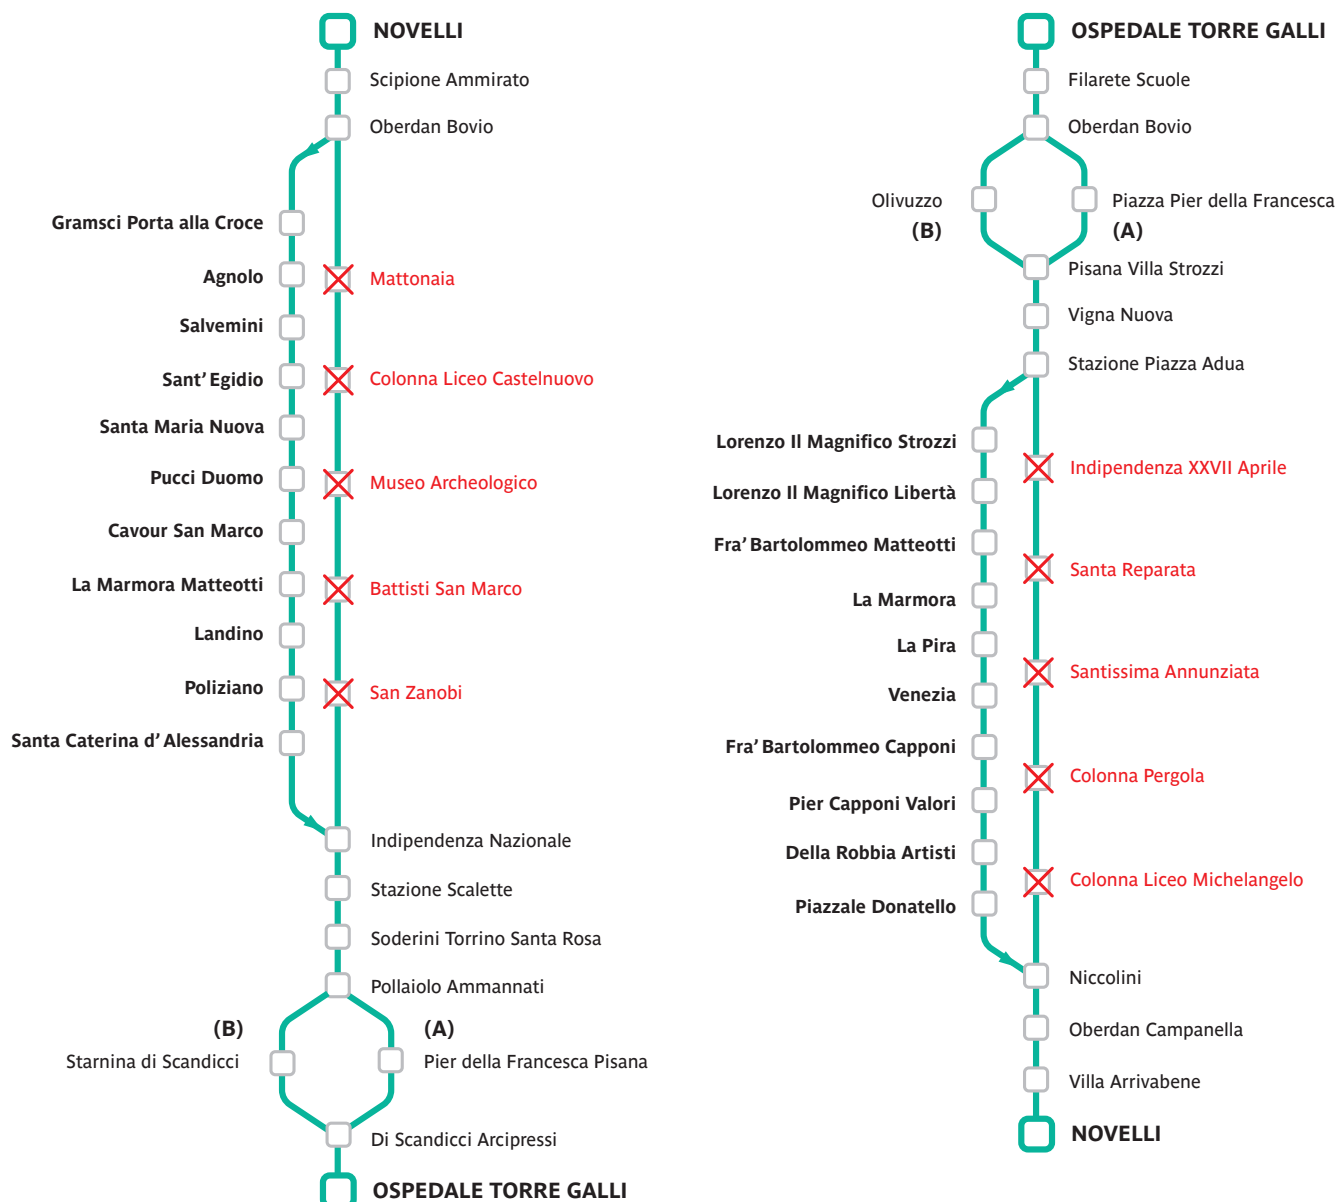 NOVELLI
Scipione Ammirato
Oberdan Bovio
Gramsci Porta alla Croce
Agnolo
Mattonaia
Salvemini
Sant' Egidio
Colonna Liceo Castelnuovo
Santa Maria Nuova
Pucci Duomo
Museo Archeologico
Cavour San Marco
La Marmora Matteotti
Battisti San Marco
Landino
Poliziano
San Zanobi
Santa Caterina d' Alessandria
Indipendenza Nazionale
Stazione Scalette
Soderini Torrino Santa Rosa
Pollaiolo Ammannati
(B)
(A)
Starnina di Scandicci
Pier della Francesca Pisana
Di Scandicci Arcipressi
OSPEDALE TORRE GALLI
OSPEDALE TORRE GALLI
Filarete Scuole
Oberdan Bovio
Olivuzzo
(B)
Piazza Pier della Francesca
(A)
Pisana Villa Strozzi
Vigna Nuova
Stazione Piazza Adua
Lorenzo Il Magnifico Strozzi
Indipendenza XXVII Aprile
Lorenzo Il Magnifico Libertà
Fra' Bartolommeo Matteotti
Santa Reparata
La Marmora
La Pira
Santissima Annunziata
Venezia
Fra' Bartolommeo Capponi
Colonna Pergola
Pier Capponi Valori
Della Robbia Artisti
Colonna Liceo Michelangelo
Piazzale Donatello
Niccolini
Oberdan Campanella
Villa Arrivabene
NOVELLI